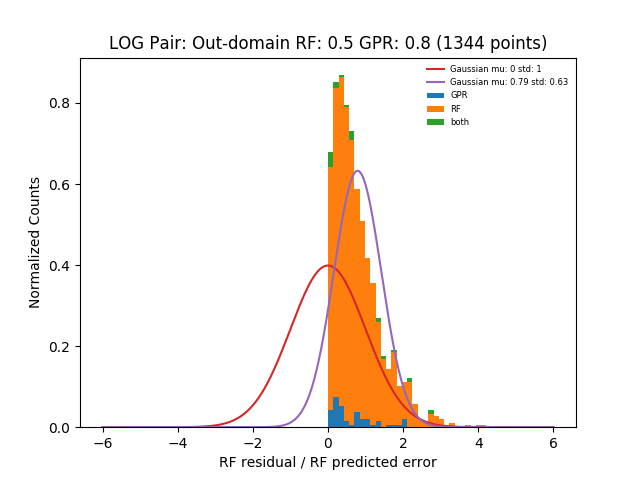 LOG Pair: Out-domain RF: 0.5 GPR: 0.8 (1344 points)
Gaussian mu: 0 std: 1
Gaussian mu: 0.79 std: 0.63
GPR
RF
both
Normalized Counts
0.8
0.6
0.4
0.2
0.0
−6 −4 −2 0 2 4 6
RF residual / RF predicted error